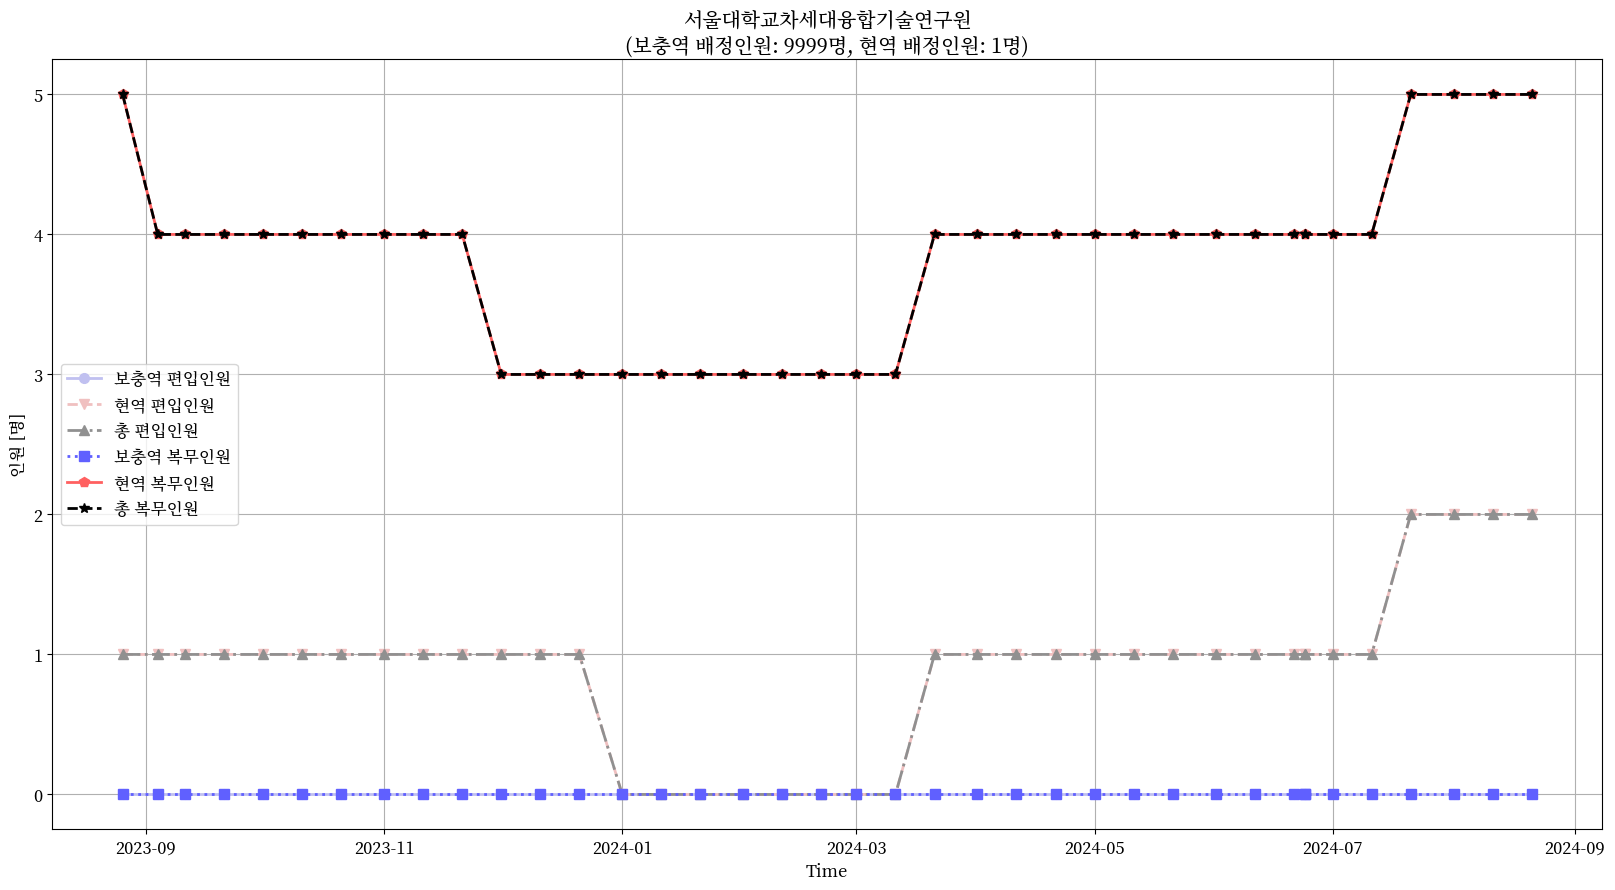 서울대학교차세대융합기술연구원
(보충역 배정인원: 9999명, 현역 배정인원: 1명)
5
4
3
2
1
0
인원 [명]
보충역 편입인원
현역 편입인원
총 편입인원
보충역 복무인원
현역 복무인원
총 복무인원
2023-09
2023-11
2024-01
2024-03
2024-05
2024-07
2024-09
Time